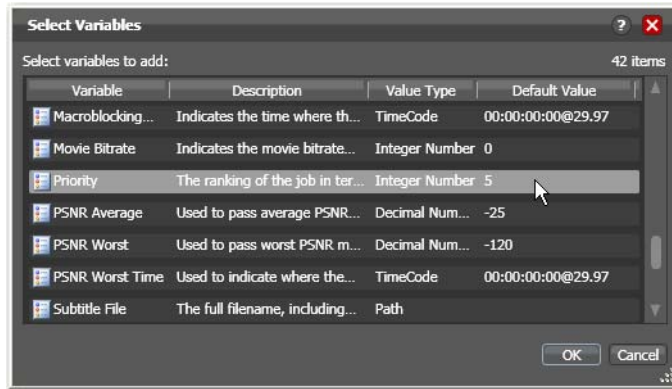 Select Variables ?
Select variables to add: 42 items
Variable Description Value Type Default Value
Macroblocking... Indicates the time where th... TimeCode 00:00:00:00@29.97
Movie Bitrate Indicates the movie bitrate... Integer Number 0
Priority The ranking of the job in ter... Integer Number 5
PSNR Average Used to pass average PSNR... Decimal Num... -25
PSNR Worst Used to pass worst PSNR m... Decimal Num... -120
PSNR Worst Time Used to indicate where the... TimeCode 00:00:00:00@29.97
Subtitle File The full filename, including... Path
OK Cancel